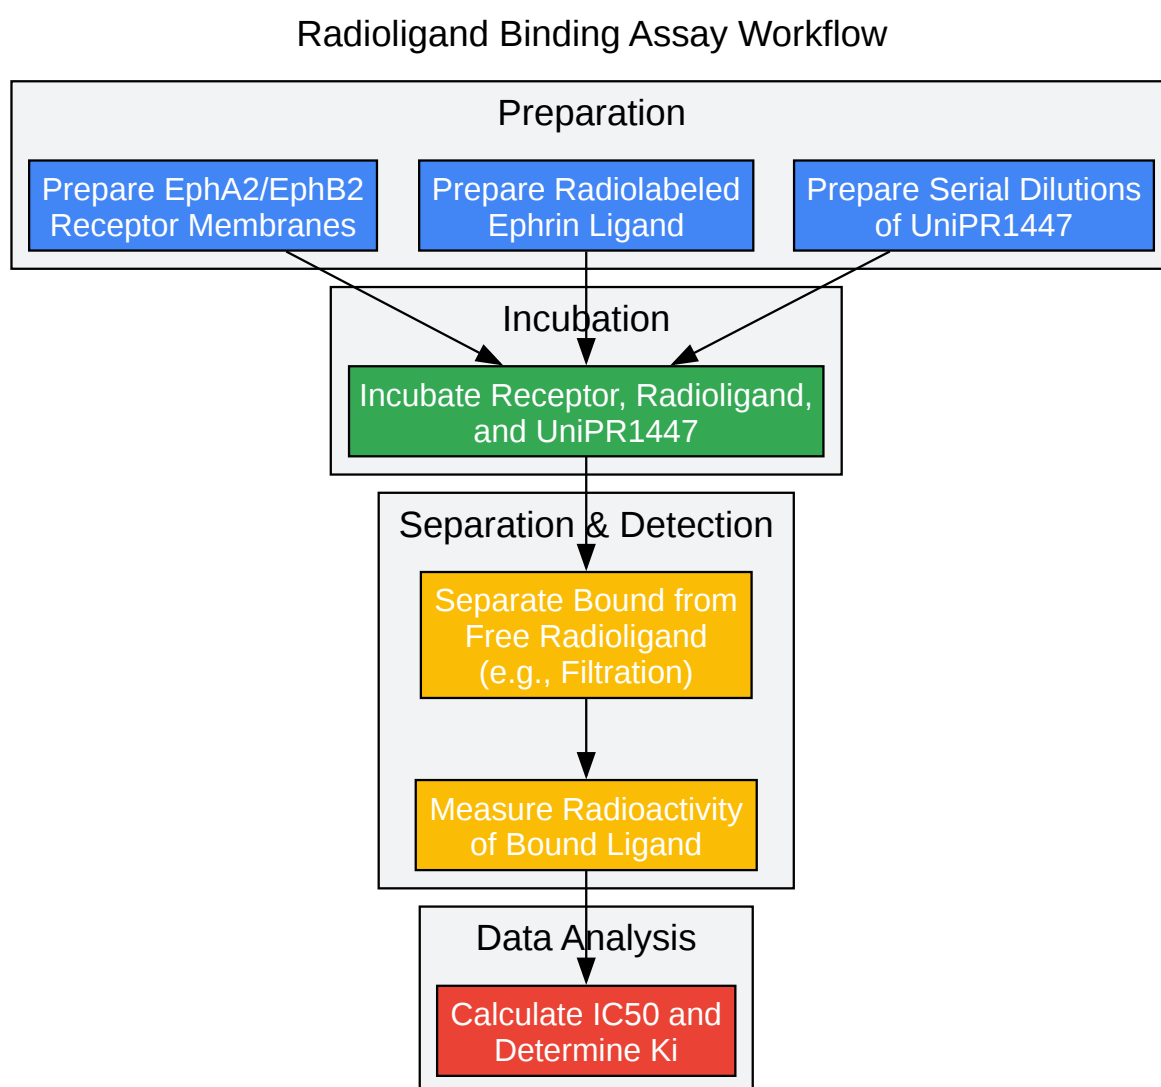 Radioligand Binding Assay Workflow
Preparation
Prepare EphA2/EphB2
Receptor Membranes
Prepare Radiolabeled
Ephrin Ligand
Prepare Serial Dilutions
of UniPR1447
Incubation
Incubate Receptor, Radioligand,
and UniPR1447
Separation & Detection
Separate Bound from
Free Radioligand
(e.g., Filtration)
Measure Radioactivity
of Bound Ligand
Data Analysis
Calculate IC50 and
Determine Ki